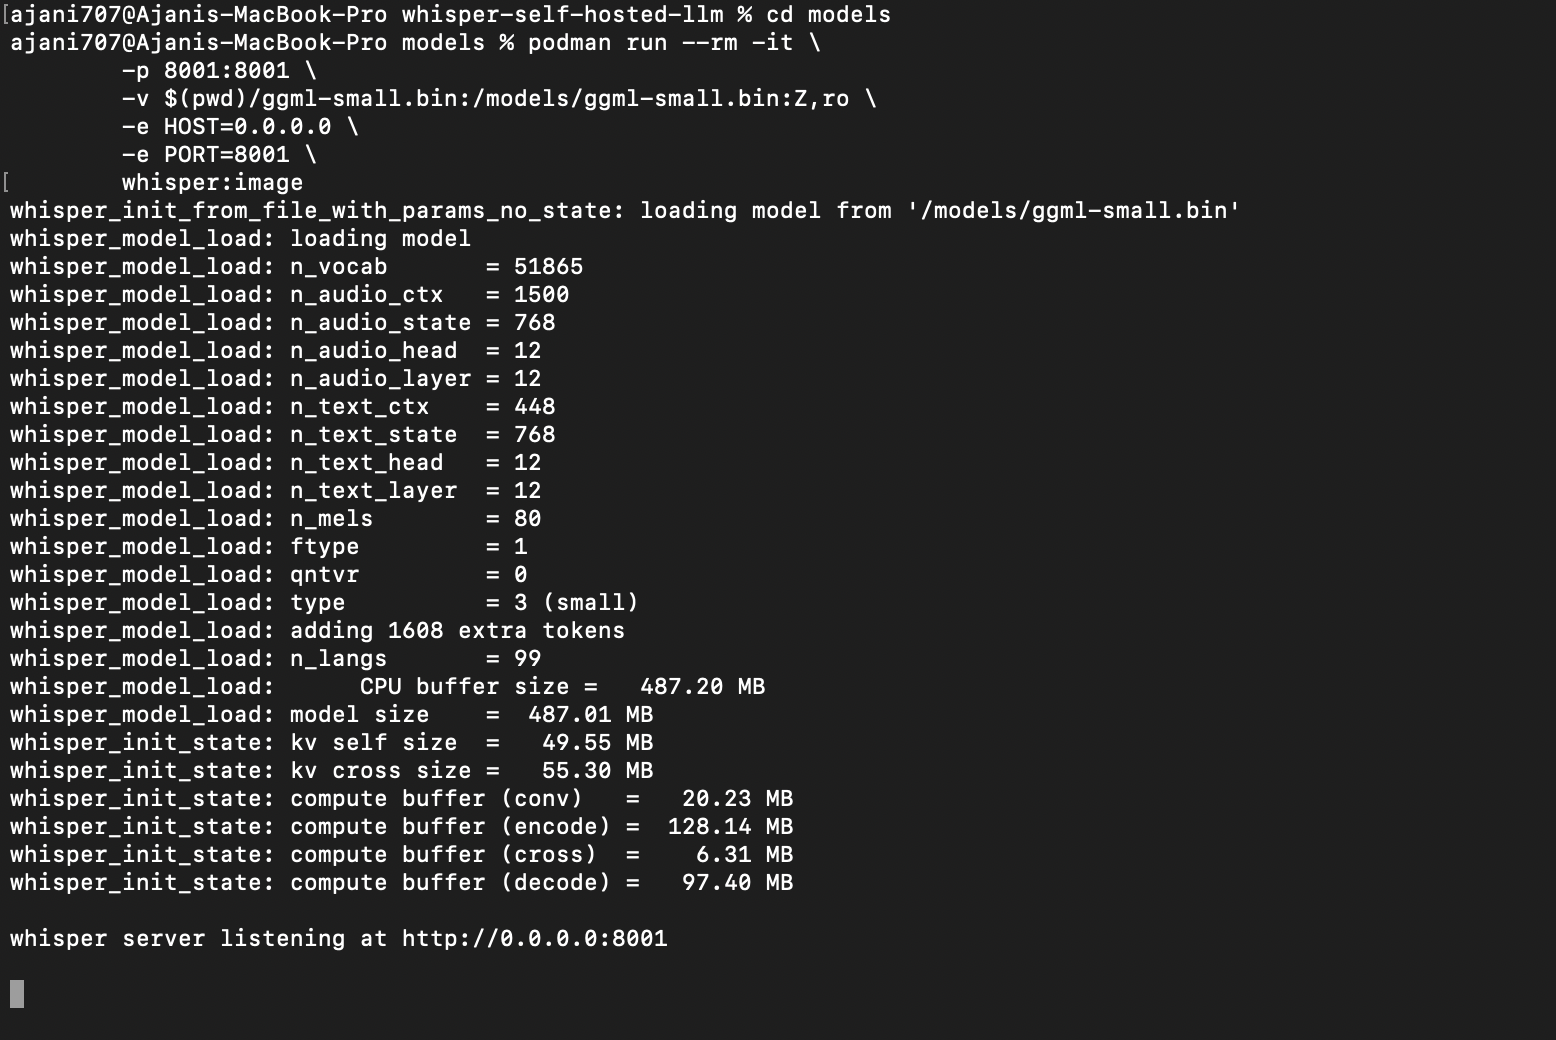 [ajani707@Ajanis-MacBook-Pro whisper-self-hosted-llm % cd models
ajani707@Ajanis-MacBook-Pro models % podman run --rm -it \
        -p 8001:8001 \
        -v $(pwd)/ggml-small.bin:/models/ggml-small.bin:Z,ro \
        -e HOST=0.0.0.0 \
        -e PORT=8001 \
[        whisper:image
whisper_init_from_file_with_params_no_state: loading model from '/models/ggml-small.bin'
whisper_model_load: loading model
whisper_model_load: n_vocab       = 51865
whisper_model_load: n_audio_ctx   = 1500
whisper_model_load: n_audio_state = 768
whisper_model_load: n_audio_head  = 12
whisper_model_load: n_audio_layer = 12
whisper_model_load: n_text_ctx    = 448
whisper_model_load: n_text_state  = 768
whisper_model_load: n_text_head   = 12
whisper_model_load: n_text_layer  = 12
whisper_model_load: n_mels        = 80
whisper_model_load: ftype         = 1
whisper_model_load: qntvr         = 0
whisper_model_load: type          = 3 (small)
whisper_model_load: adding 1608 extra tokens
whisper_model_load: n_langs       = 99
whisper_model_load:      CPU buffer size =   487.20 MB
whisper_model_load: model size    =  487.01 MB
whisper_init_state: kv self size  =   49.55 MB
whisper_init_state: kv cross size =   55.30 MB
whisper_init_state: compute buffer (conv)   =   20.23 MB
whisper_init_state: compute buffer (encode) =  128.14 MB
whisper_init_state: compute buffer (cross)  =    6.31 MB
whisper_init_state: compute buffer (decode) =   97.40 MB

whisper server listening at http://0.0.0.0:8001